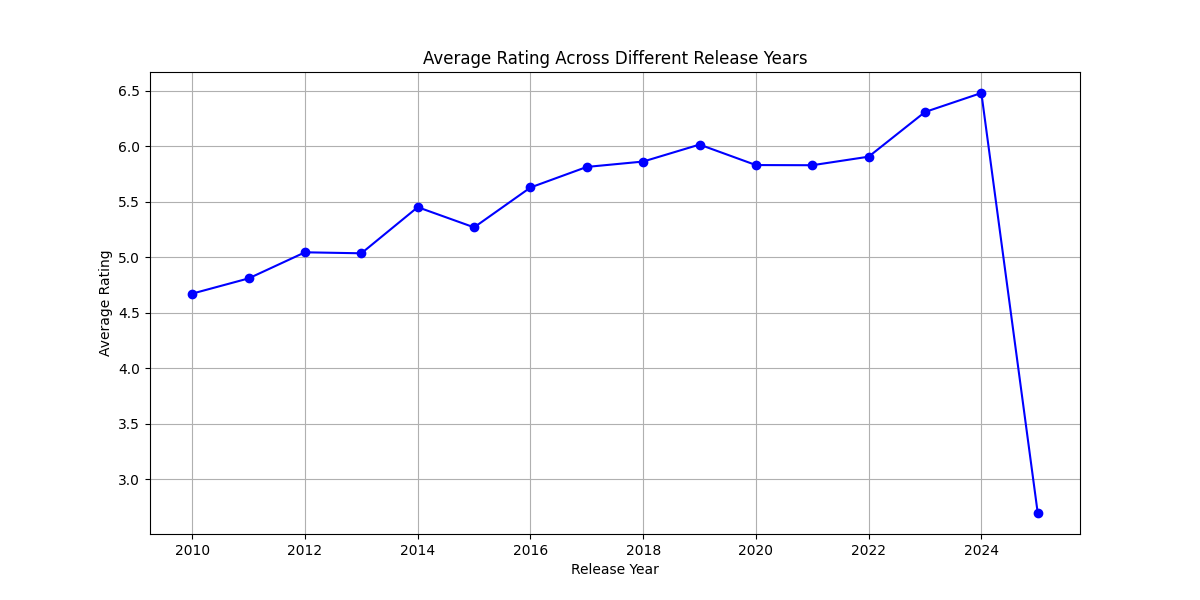 Average Rating Across Different Release Years
6.5
6.0
5.5
5.0
4.5
4.0
3.5
3.0
Average Rating
2010 2012 2014 2016 2018 2020 2022 2024
Release Year